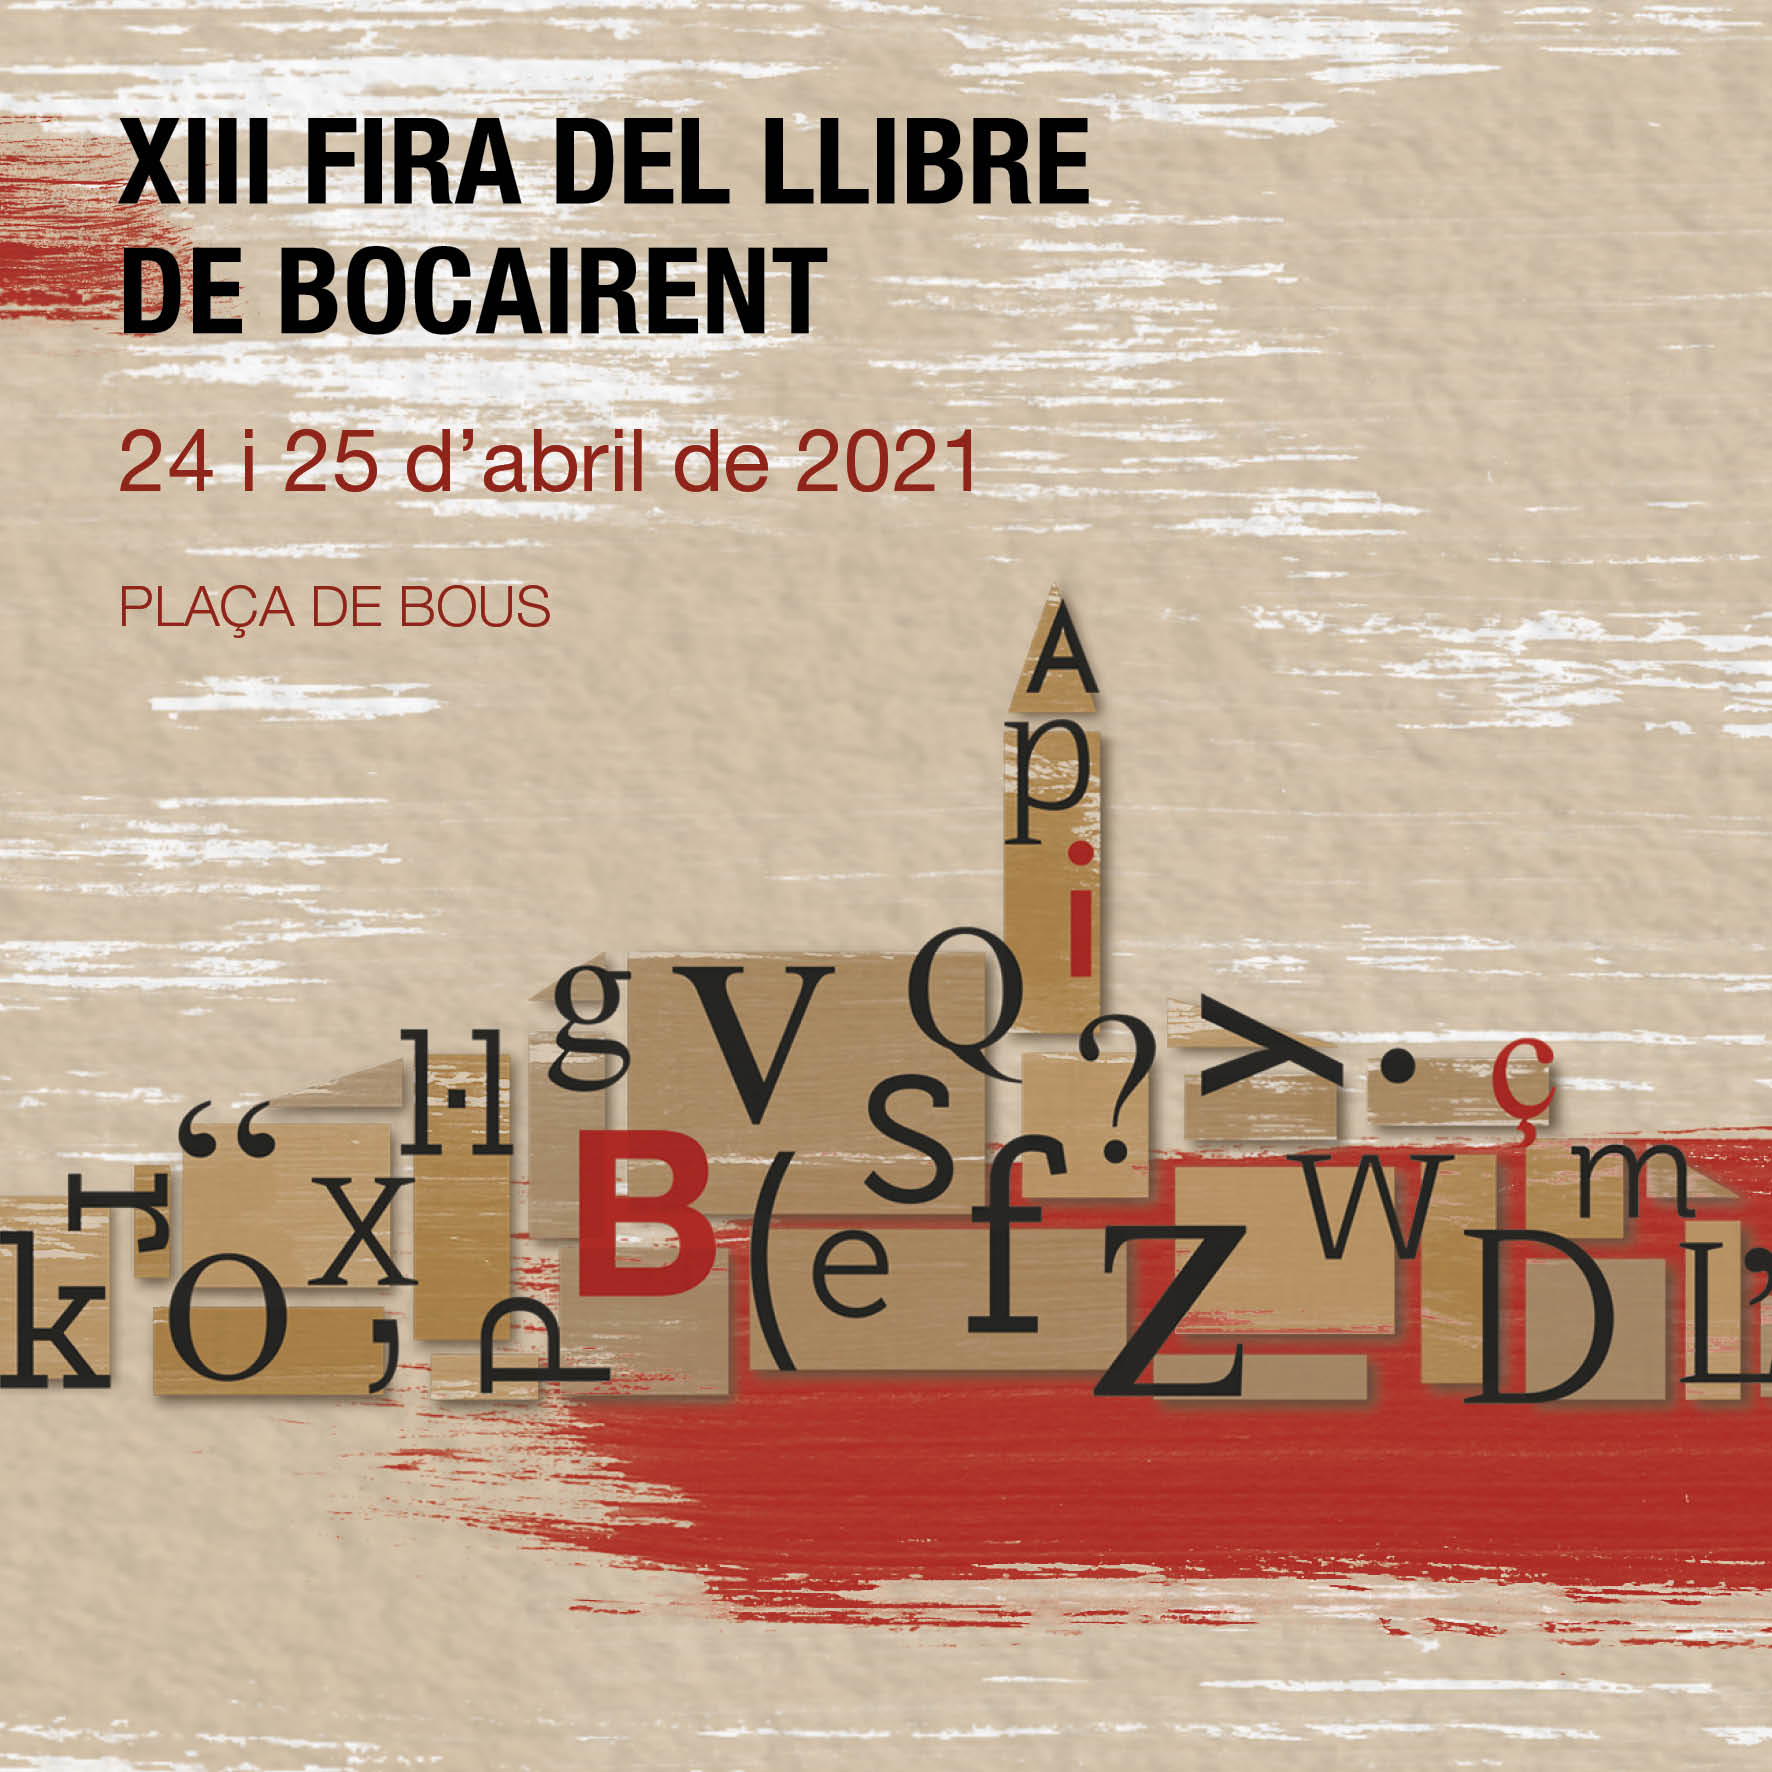 XIII FIRA DEL LLIBRE
DE BOCAIRENT
24 i 25 d’abril de 2021
PLAÇA DE BOUS
A
p
i
g V Q
l·l S ? Y · ç
r “ x B ( e f W m
k O , P Z D L’